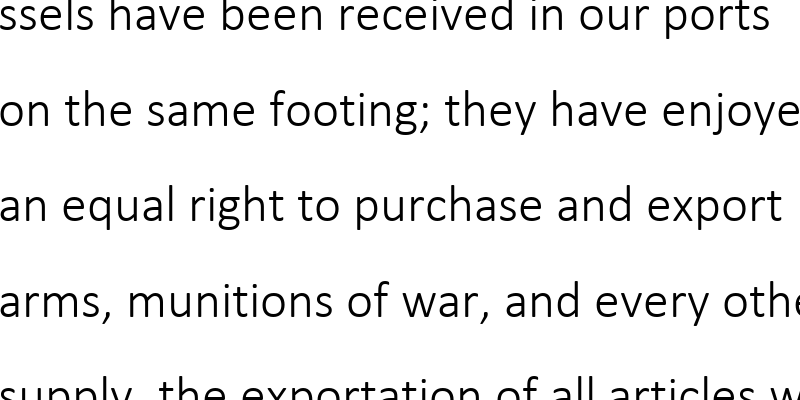 ssels have been received in our ports
on the same footing; they have enjoye
an equal right to purchase and export
arms, munitions of war, and every othe
supply, the exportation of all articles w